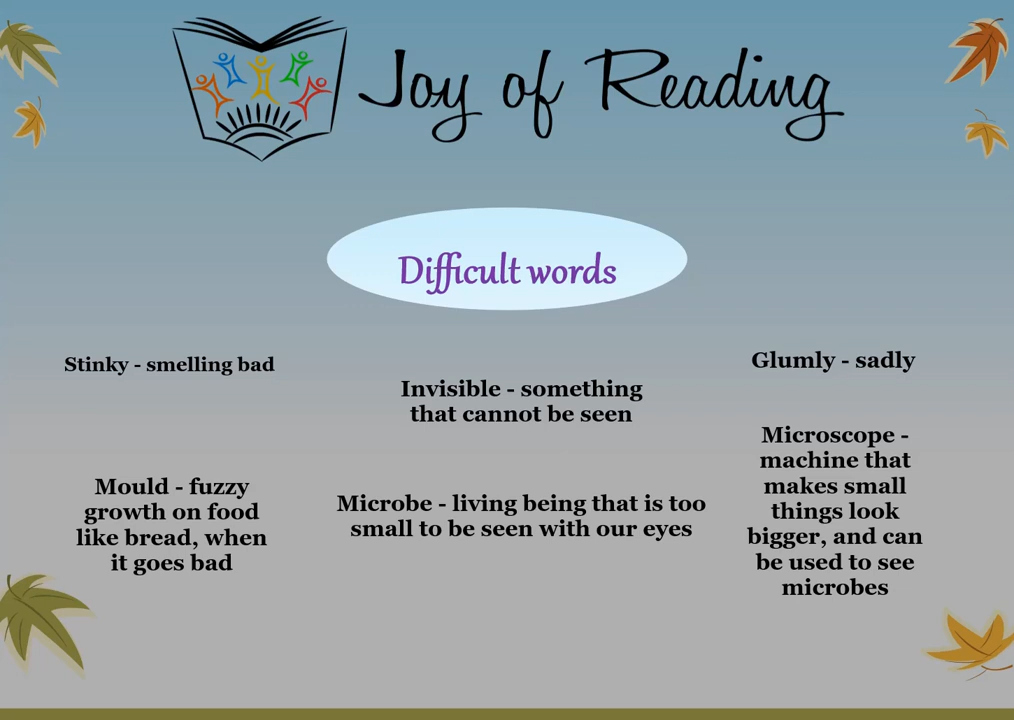 Joy of Reading
Difficult words
Stinky - smelling bad
Invisible - something
that cannot be seen
Glumly - sadly
Mould - fuzzy
growth on food
like bread, when
it goes bad
Microbe - living being that is too
small to be seen with our eyes
Microscope -
machine that
makes small
things look
bigger, and can
be used to see
microbes